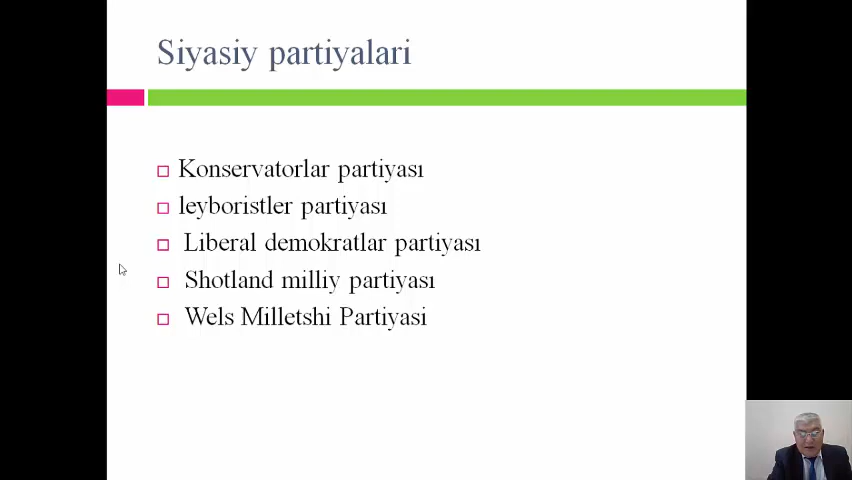 Siyasiy partiyalari
Konservatorlar partiyası
leyboristler partiyası
Liberal demokratlar partiyası
Shotland milliy partiyası
Wels Milletshi Partiyasi